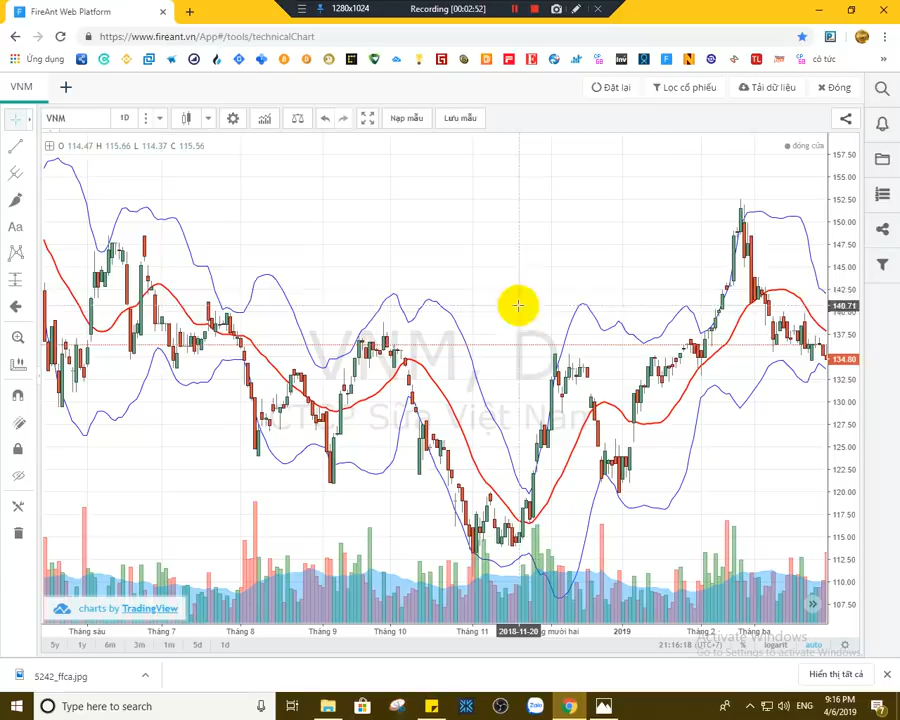 FireAnt Web Platform
1280x1024
Recording [00:02:52]
https://www.fireant.vn/App#/tools/technicalChart
Ứng dụng
có tức
VNM
Đặt lại
Lọc cổ phiếu
Tải dữ liệu
Đóng
VNM
1D
Nạp mẫu
Lưu mẫu
O 114.47 H 115.66 L 114.37 C 115.56
đóng cửa
157.50
155.00
152.50
150.00
147.50
145.00
142.50
140.71
140.00
137.50
134.80
132.50
130.00
127.50
125.00
122.50
120.00
117.50
115.00
112.50
110.00
107.50
VNM, D
CTCP Sữa Việt Nam
charts by TradingView
Tháng sáu
Tháng 7
Tháng 8
Tháng 9
Tháng 10
Tháng 11
2018-11-20
g mười hai
2019
Tháng 2
Tháng ba
Activate Windows
Go to Settings to activate Windows.
5y
1y
6m
3m
1m
5d
1d
21:16:18 (UTC+7)
%
logarit
auto
5242_ffca.jpg
Hiển thị tất cả
Type here to search
Zalo
ENG
9:16 PM
4/6/2019
7